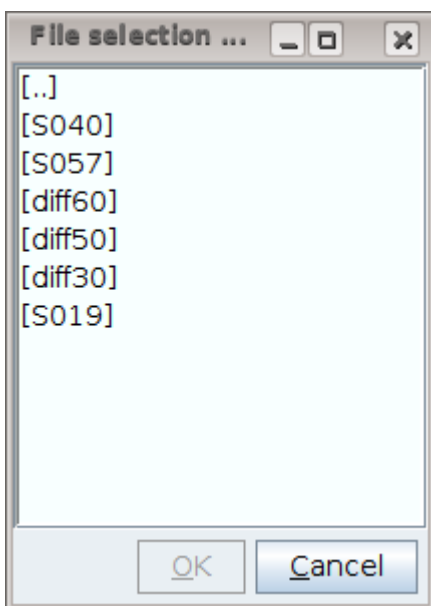 File selection ...
[..]
[S040]
[S057]
[diff60]
[diff50]
[diff30]
[S019]
OK Cancel